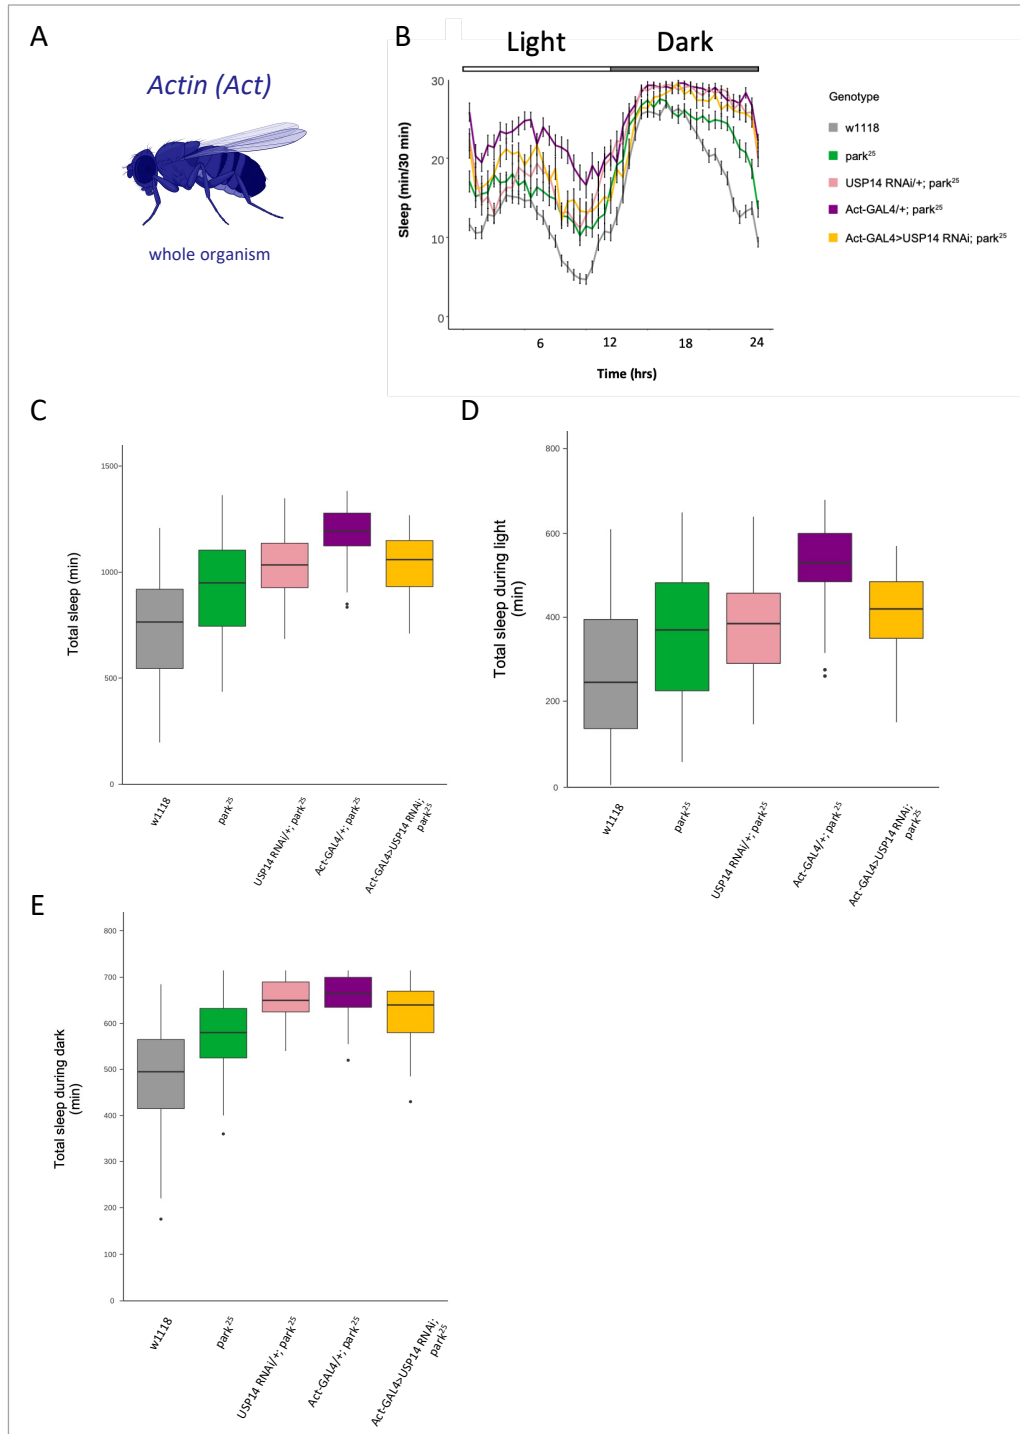 A
Actin (Act)
whole organism
B
Light Dark
Sleep (min/30 min)
30
20
10
0
6 12 18 24
Time (hrs)
Genotype
w1118
park²⁵
USP14 RNAi/+; park²⁵
Act-GAL4/+; park²⁵
Act-GAL4>USP14 RNAi; park²⁵
C
Total sleep (min)
1500
1000
500
0
w1118
park²⁵
USP14 RNAi/+; park²⁵
Act-GAL4/+; park²⁵
Act-GAL4>USP14 RNAi;
park²⁵
D
Total sleep during light
(min)
800
600
400
200
0
w1118
park²⁵
USP14 RNAi/+; park²⁵
Act-GAL4/+; park²⁵
Act-GAL4>USP14 RNAi;
park²⁵
E
Total sleep during dark
(min)
800
700
600
500
400
300
200
100
0
w1118
park²⁵
USP14 RNAi/+; park²⁵
Act-GAL4/+; park²⁵
Act-GAL4>USP14 RNAi;
park²⁵